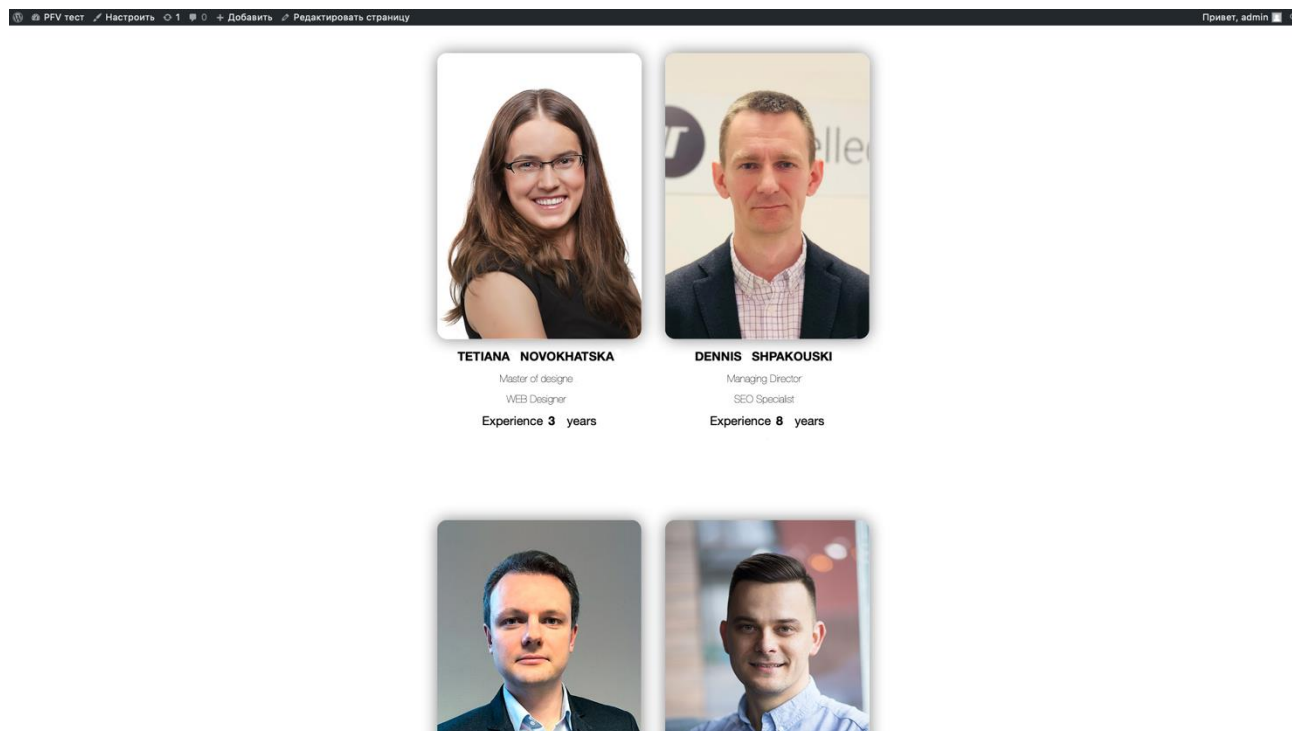 PFV тест Настроить 1 0 Добавить Редактировать страницу Привет, admin
TETIANA NOVOKHATSKA
Master of designe
WEB Designer
Experience 3 years
DENNIS SHPAKOUSKI
Managing Director
SEO Specialist
Experience 8 years